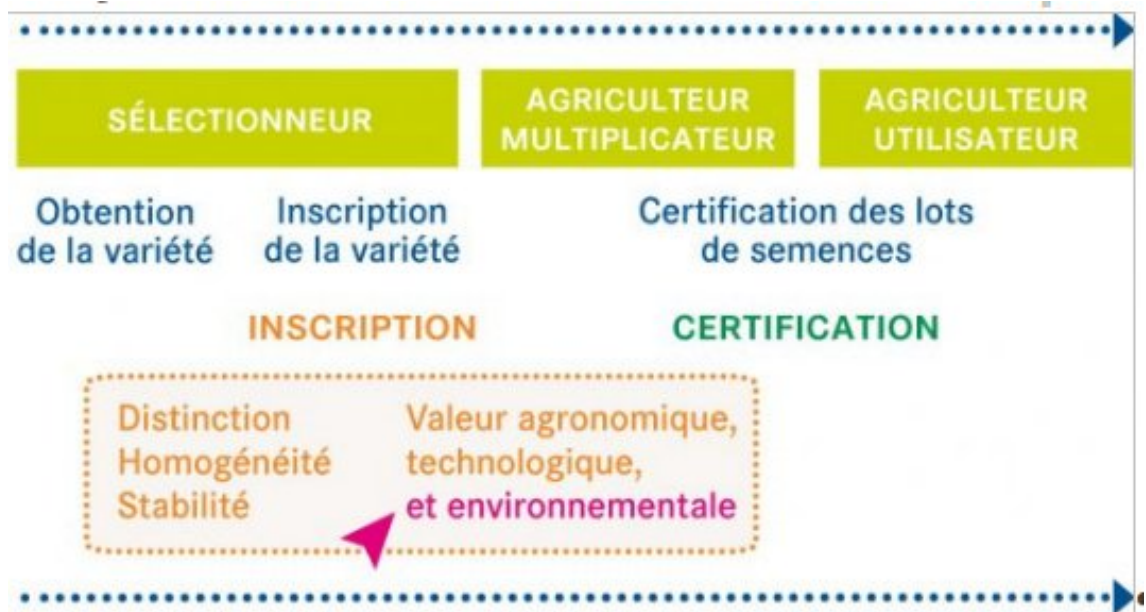 SÉLECTIONNEUR
AGRICULTEUR
MULTIPLICATEUR
AGRICULTEUR
UTILISATEUR
Obtention
de la variété
Inscription
de la variété
Certification des lots
de semences
INSCRIPTION
CERTIFICATION
Distinction
Homogénéité
Stabilité
Valeur agronomique,
technologique,
et environnementale